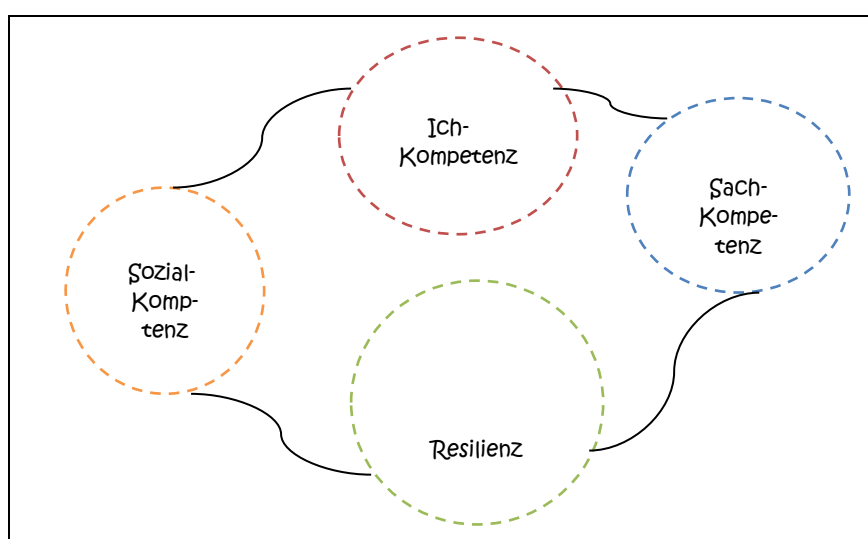 Ich-
Kompetenz
Sach-
Kompe-
tenz
Sozial-
Komp-
tenz
Resilienz